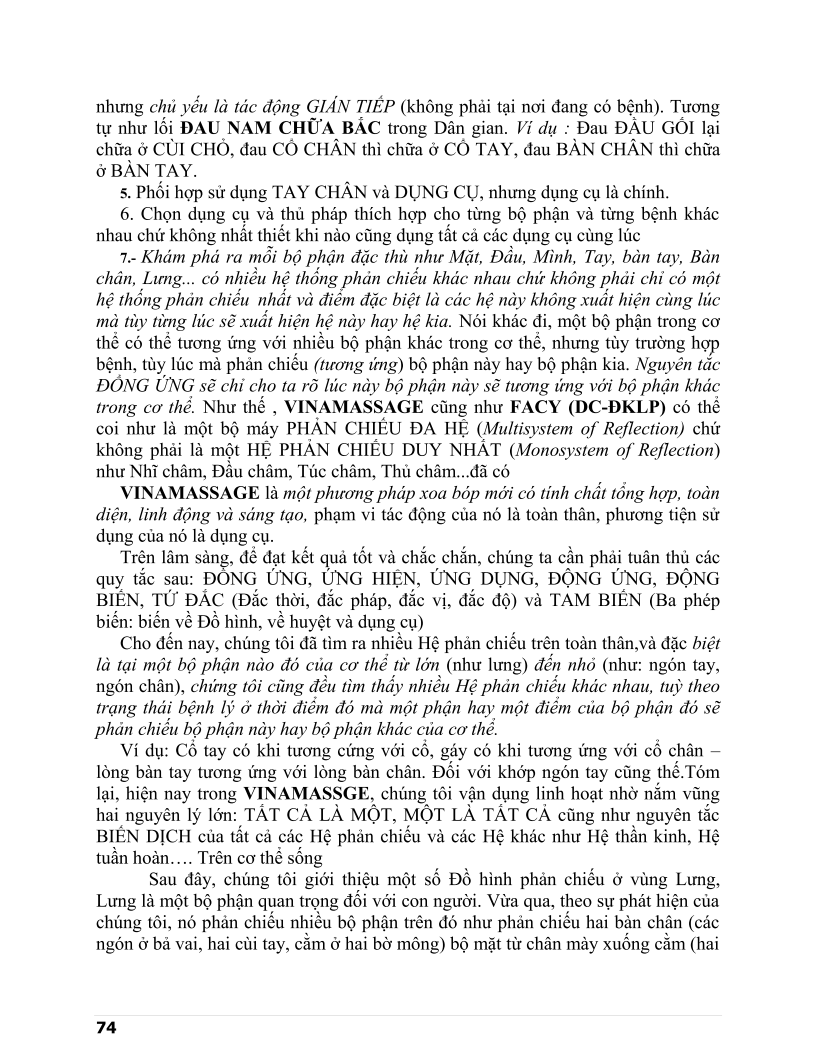 nhưng chủ yếu là tác động GIÁN TIẾP (không phải tại nơi đang có bệnh). Tương
tự như lối ĐAU NAM CHỮA BẮC trong Dân gian. Ví dụ : Đau ĐẦU GỐI lại
chữa ở CÙI CHỎ, đau CỔ CHÂN thì chữa ở CỔ TAY, đau BÀN CHÂN thì chữa
ở BÀN TAY.
5. Phối hợp sử dụng TAY CHÂN và DỤNG CỤ, nhưng dụng cụ là chính.
6. Chọn dụng cụ và thủ pháp thích hợp cho từng bộ phận và từng bệnh khác
nhau chứ không nhất thiết khi nào cũng dụng tất cả các dụng cụ cùng lúc
7.- Khám phá ra mỗi bộ phận đặc thù như Mặt, Đầu, Mình, Tay, bàn tay, Bàn
chân, Lưng... có nhiều hệ thống phản chiếu khác nhau chứ không phải chỉ có một
hệ thống phản chiếu nhất và điểm đặc biệt là các hệ này không xuất hiện cùng lúc
mà tùy từng lúc sẽ xuất hiện hệ này hay hệ kia. Nói khác đi, một bộ phận trong cơ
thể có thể tương ứng với nhiều bộ phận khác trong cơ thể, nhưng tùy trường hợp
bệnh, tùy lúc mà phản chiếu (tương ứng) bộ phận này hay bộ phận kia. Nguyên tắc
ĐỒNG ỨNG sẽ chỉ cho ta rõ lúc này bộ phận này sẽ tương ứng với bộ phận khác
trong cơ thể. Như thế , VINAMASSAGE cũng như FACY (DC-ĐKLP) có thể
coi như là một bộ máy PHẢN CHIẾU ĐA HỆ (Multisystem of Reflection) chứ
không phải là một HỆ PHẢN CHIẾU DUY NHẤT (Monosystem of Reflection)
như Nhĩ châm, Đầu châm, Túc châm, Thủ châm...đã có
VINAMASSAGE là một phương pháp xoa bóp mới có tính chất tổng hợp, toàn
diện, linh động và sáng tạo, phạm vi tác động của nó là toàn thân, phương tiện sử
dụng của nó là dụng cụ.
Trên lâm sàng, để đạt kết quả tốt và chắc chắn, chúng ta cần phải tuân thủ các
quy tắc sau: ĐỒNG ỨNG, ỨNG HIỆN, ỨNG DỤNG, ĐỘNG ỨNG, ĐỘNG
BIẾN, TỨ ĐẮC (Đắc thời, đắc pháp, đắc vị, đắc độ) và TAM BIẾN (Ba phép
biến: biến về Đồ hình, về huyệt và dụng cụ)
Cho đến nay, chúng tôi đã tìm ra nhiều Hệ phản chiếu trên toàn thân,và đặc biệt
là tại một bộ phận nào đó của cơ thể từ lớn (như lưng) đến nhỏ (như: ngón tay,
ngón chân), chứng tôi cũng đều tìm thấy nhiều Hệ phản chiếu khác nhau, tuỳ theo
trạng thái bệnh lý ở thời điểm đó mà một phận hay một điểm của bộ phận đó sẽ
phản chiếu bộ phận này hay bộ phận khác của cơ thể.
Ví dụ: Cổ tay có khi tương cứng với cổ, gáy có khi tương ứng với cổ chân –
lòng bàn tay tương ứng với lòng bàn chân. Đối với khớp ngón tay cũng thế.Tóm
lại, hiện nay trong VINAMASSGE, chúng tôi vận dụng linh hoạt nhờ nắm vũng
hai nguyên lý lớn: TẤT CẢ LÀ MỘT, MỘT LÀ TẤT CẢ cũng như nguyên tắc
BIẾN DỊCH của tất cả các Hệ phản chiếu và các Hệ khác như Hệ thần kinh, Hệ
tuần hoàn…. Trên cơ thể sống
Sau đây, chúng tôi giới thiệu một số Đồ hình phản chiếu ở vùng Lưng,
Lưng là một bộ phận quan trọng đối với con người. Vừa qua, theo sự phát hiện của
chúng tôi, nó phản chiếu nhiều bộ phận trên đó như phản chiếu hai bàn chân (các
ngón ở bả vai, hai cùi tay, cằm ở hai bờ mông) bộ mặt từ chân mày xuống cằm (hai
74